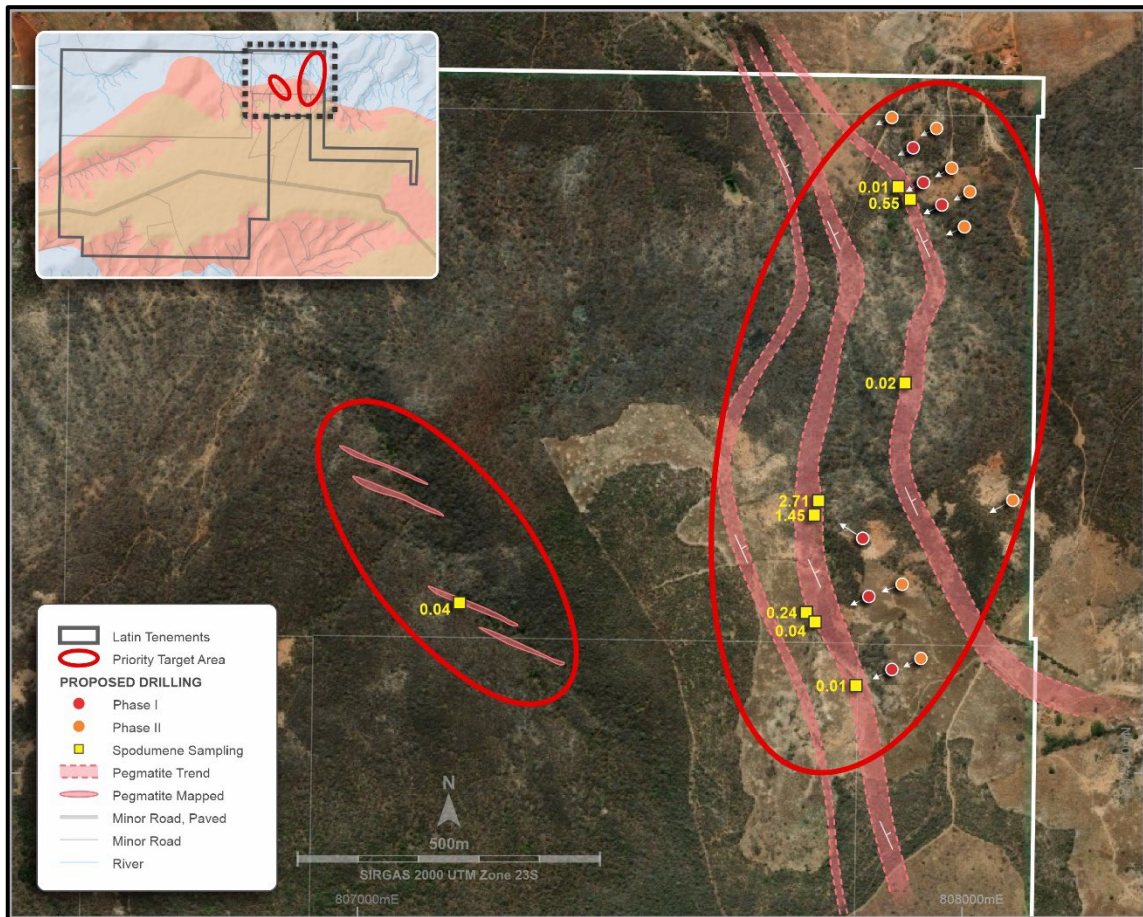 0.01
0.55
0.02
2.71
1.45
0.04
0.24
0.04
0.01
Latin Tenements
Priority Target Area
PROPOSED DRILLING
Phase I
Phase II
Spodumene Sampling
Pegmatite Trend
Pegmatite Mapped
Minor Road, Paved
Minor Road
River
N
500m
SIRGAS 2000 UTM Zone 23S
807000mE
808000mE